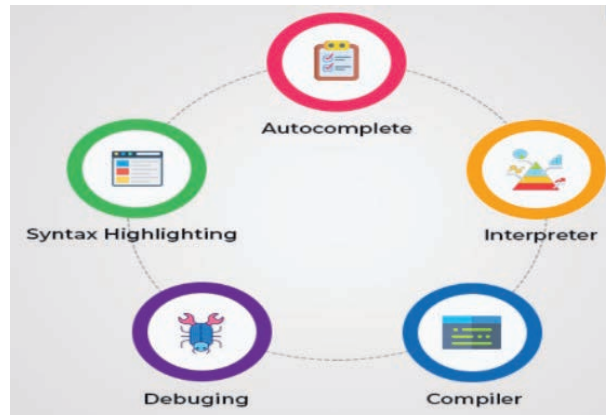 Autocomplete
Syntax Highlighting
Interpreter
Debuging
Compiler